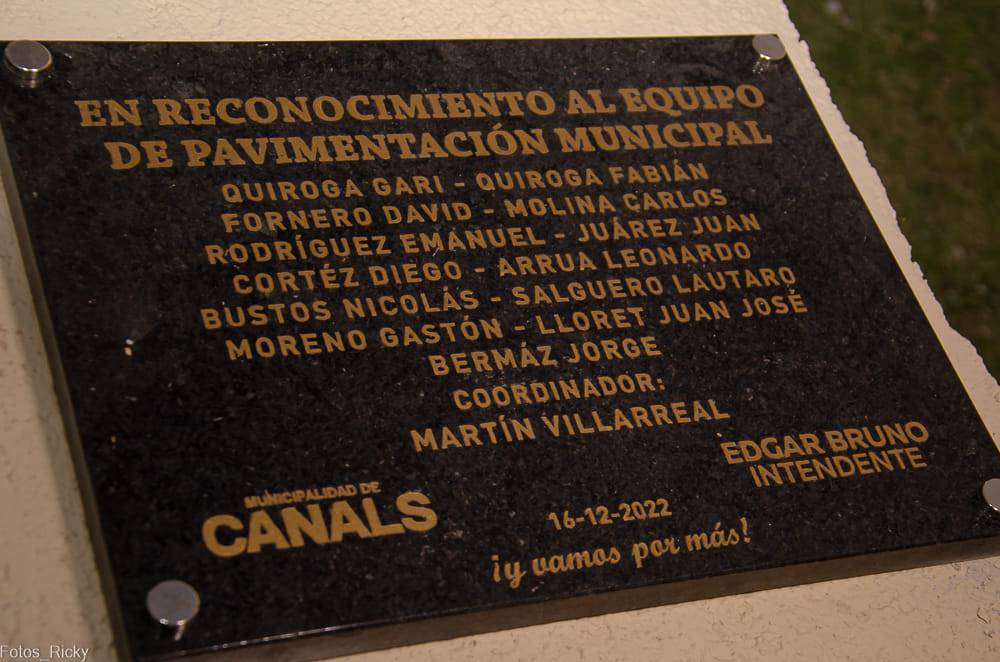 EN RECONOCIMIENTO AL EQUIPO
DE PAVIMENTACIÓN MUNICIPAL
QUIROGA GARI - QUIROGA FABIÁN
FORNERO DAVID - MOLINA CARLOS
RODRÍGUEZ EMANUEL - JUÁREZ JUAN
CORTÉZ DIEGO - ARRUA LEONARDO
BUSTOS NICOLÁS - SALGUERO LAUTARO
MORENO GASTÓN - LLORET JUAN JOSÉ
BERMÁZ JORGE
COORDINADOR:
MARTÍN VILLARREAL
EDGAR BRUNO
INTENDENTE
MUNICIPALIDAD DE
CANALS
16-12-2022
¡y vamos por más!
Fotos_Ricky